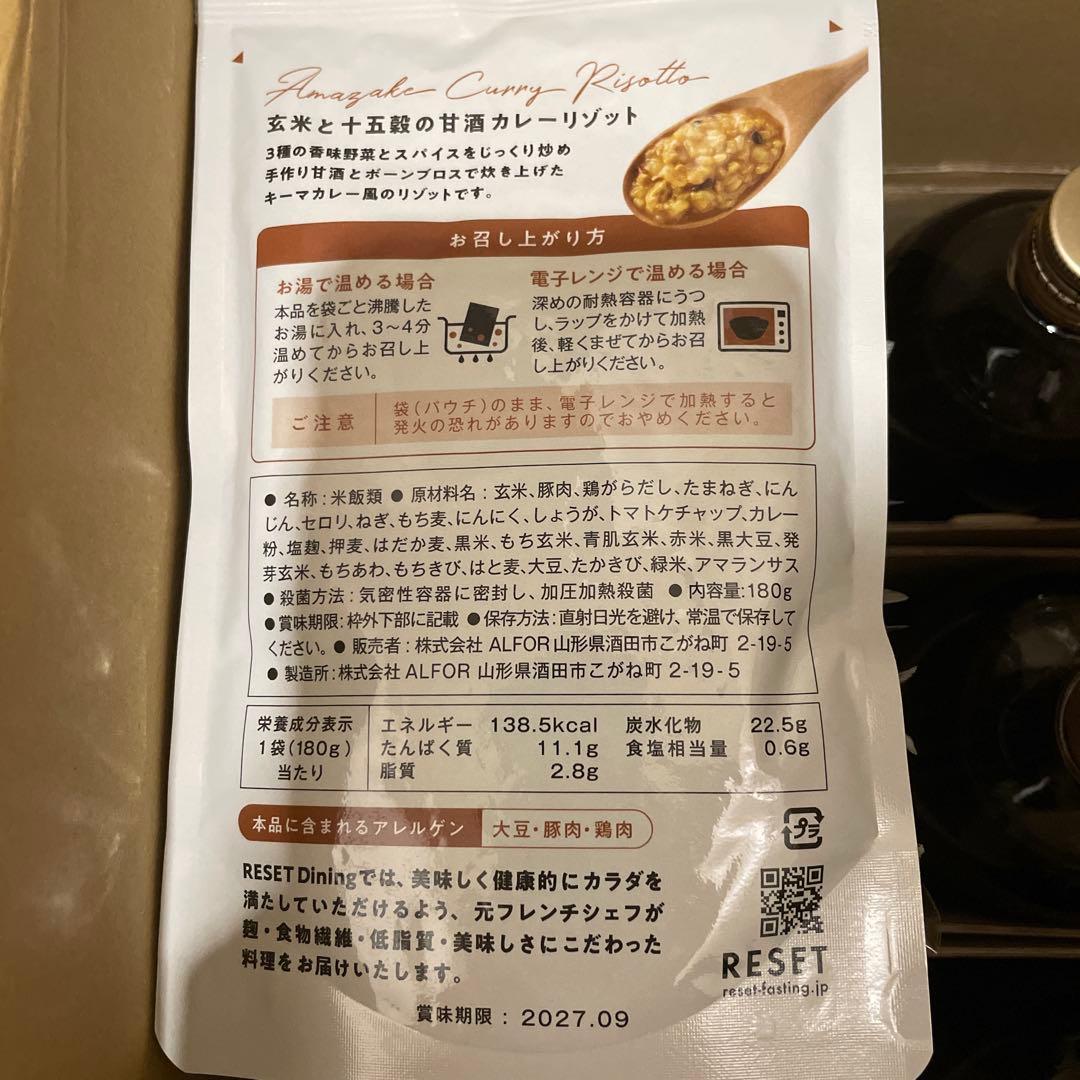 Amazake Curry Risotto
玄米と十五穀の甘酒カレーリゾット
3種の香味野菜とスパイスをじっくり炒め
手作り甘酒とボーンブロスで炊き上げた
キーマカレー風のリゾットです。
お召し上がり方
お湯で温める場合
本品を袋ごと沸騰した
お湯に入れ、3〜4分
温めてからお召し上
がりください。
電子レンジで温める場合
深めの耐熱容器にうつ
し、ラップをかけて加熱
後、軽くまぜてからお召
し上がりください。
ご注意
袋(パウチ)のまま、電子レンジで加熱すると
発火の恐れがありますのでおやめください。
● 名称:米飯類 ● 原材料名:玄米、豚肉、鶏がらだし、たまねぎ、にん
じん、セロリ、ねぎ、もち麦、にんにく、しょうが、トマトケチャップ、カレー
粉、塩麹、押麦、はだか麦、黒米、もち玄米、青肌玄米、赤米、黒大豆、発
芽玄米、もちあわ、もちきび、はと麦、大豆、たかきび、緑米、アマランサス
● 殺菌方法:気密性容器に密封し、加圧加熱殺菌 ● 内容量:180g
● 賞味期限:枠外下部に記載 ● 保存方法:直射日光を避け、常温で保存して
ください。● 販売者:株式会社 ALFOR 山形県酒田市こがね町 2-19-5
● 製造所:株式会社 ALFOR 山形県酒田市こがね町 2-19-5
栄養成分表示
1袋(180g)
当たり
エネルギー 138.5kcal 炭水化物 22.5g
たんぱく質 11.1g 食塩相当量 0.6g
脂質 2.8g
本品に含まれるアレルゲン 大豆・豚肉・鶏肉
プラ
RESET Diningでは、美味しく健康的にカラダを
満たしていただけるよう、元フレンチシェフが
麹・食物繊維・低脂質・美味しさにこだわった
料理をお届けいたします。
RESET
reset-fasting.jp
賞味期限:2027.09